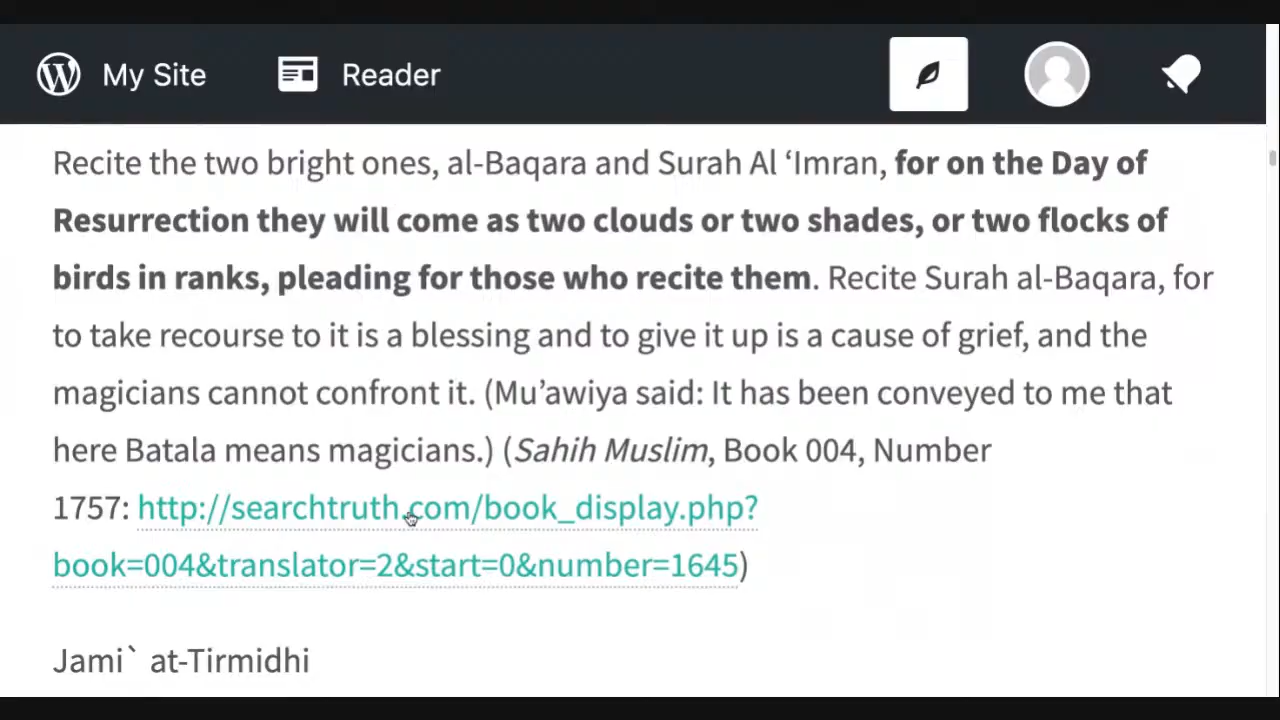 My Site Reader
Recite the two bright ones, al-Baqara and Surah Al ‘Imran, for on the Day of
Resurrection they will come as two clouds or two shades, or two flocks of
birds in ranks, pleading for those who recite them. Recite Surah al-Baqara, for
to take recourse to it is a blessing and to give it up is a cause of grief, and the
magicians cannot confront it. (Mu’awiya said: It has been conveyed to me that
here Batala means magicians.) (Sahih Muslim, Book 004, Number
1757: http://searchtruth.com/book_display.php?
book=004&translator=2&start=0&number=1645)
Jami` at-Tirmidhi